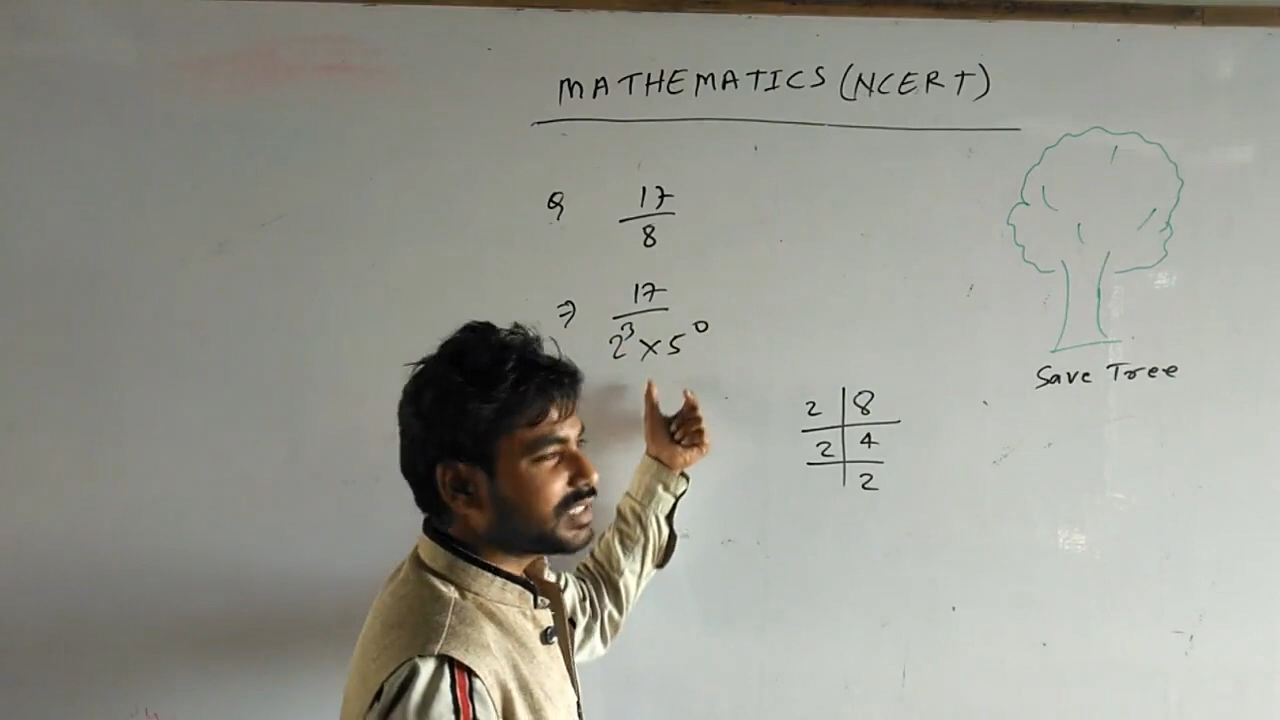 MATHEMATICS (NCERT)
Q 17/8
⇒ 17/2³×5⁰
2 | 8
2 | 4
2
Save Tree